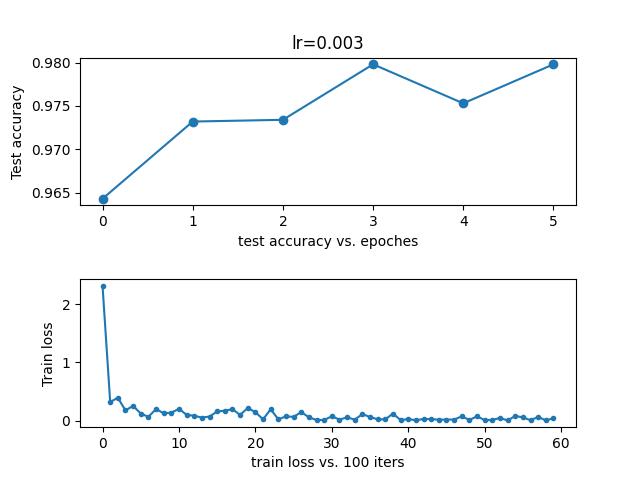 lr=0.003
0.980
0.975
0.970
0.965
Test accuracy
0 1 2 3 4 5
test accuracy vs. epoches
2
1
0
Train loss
0 10 20 30 40 50 60
train loss vs. 100 iters